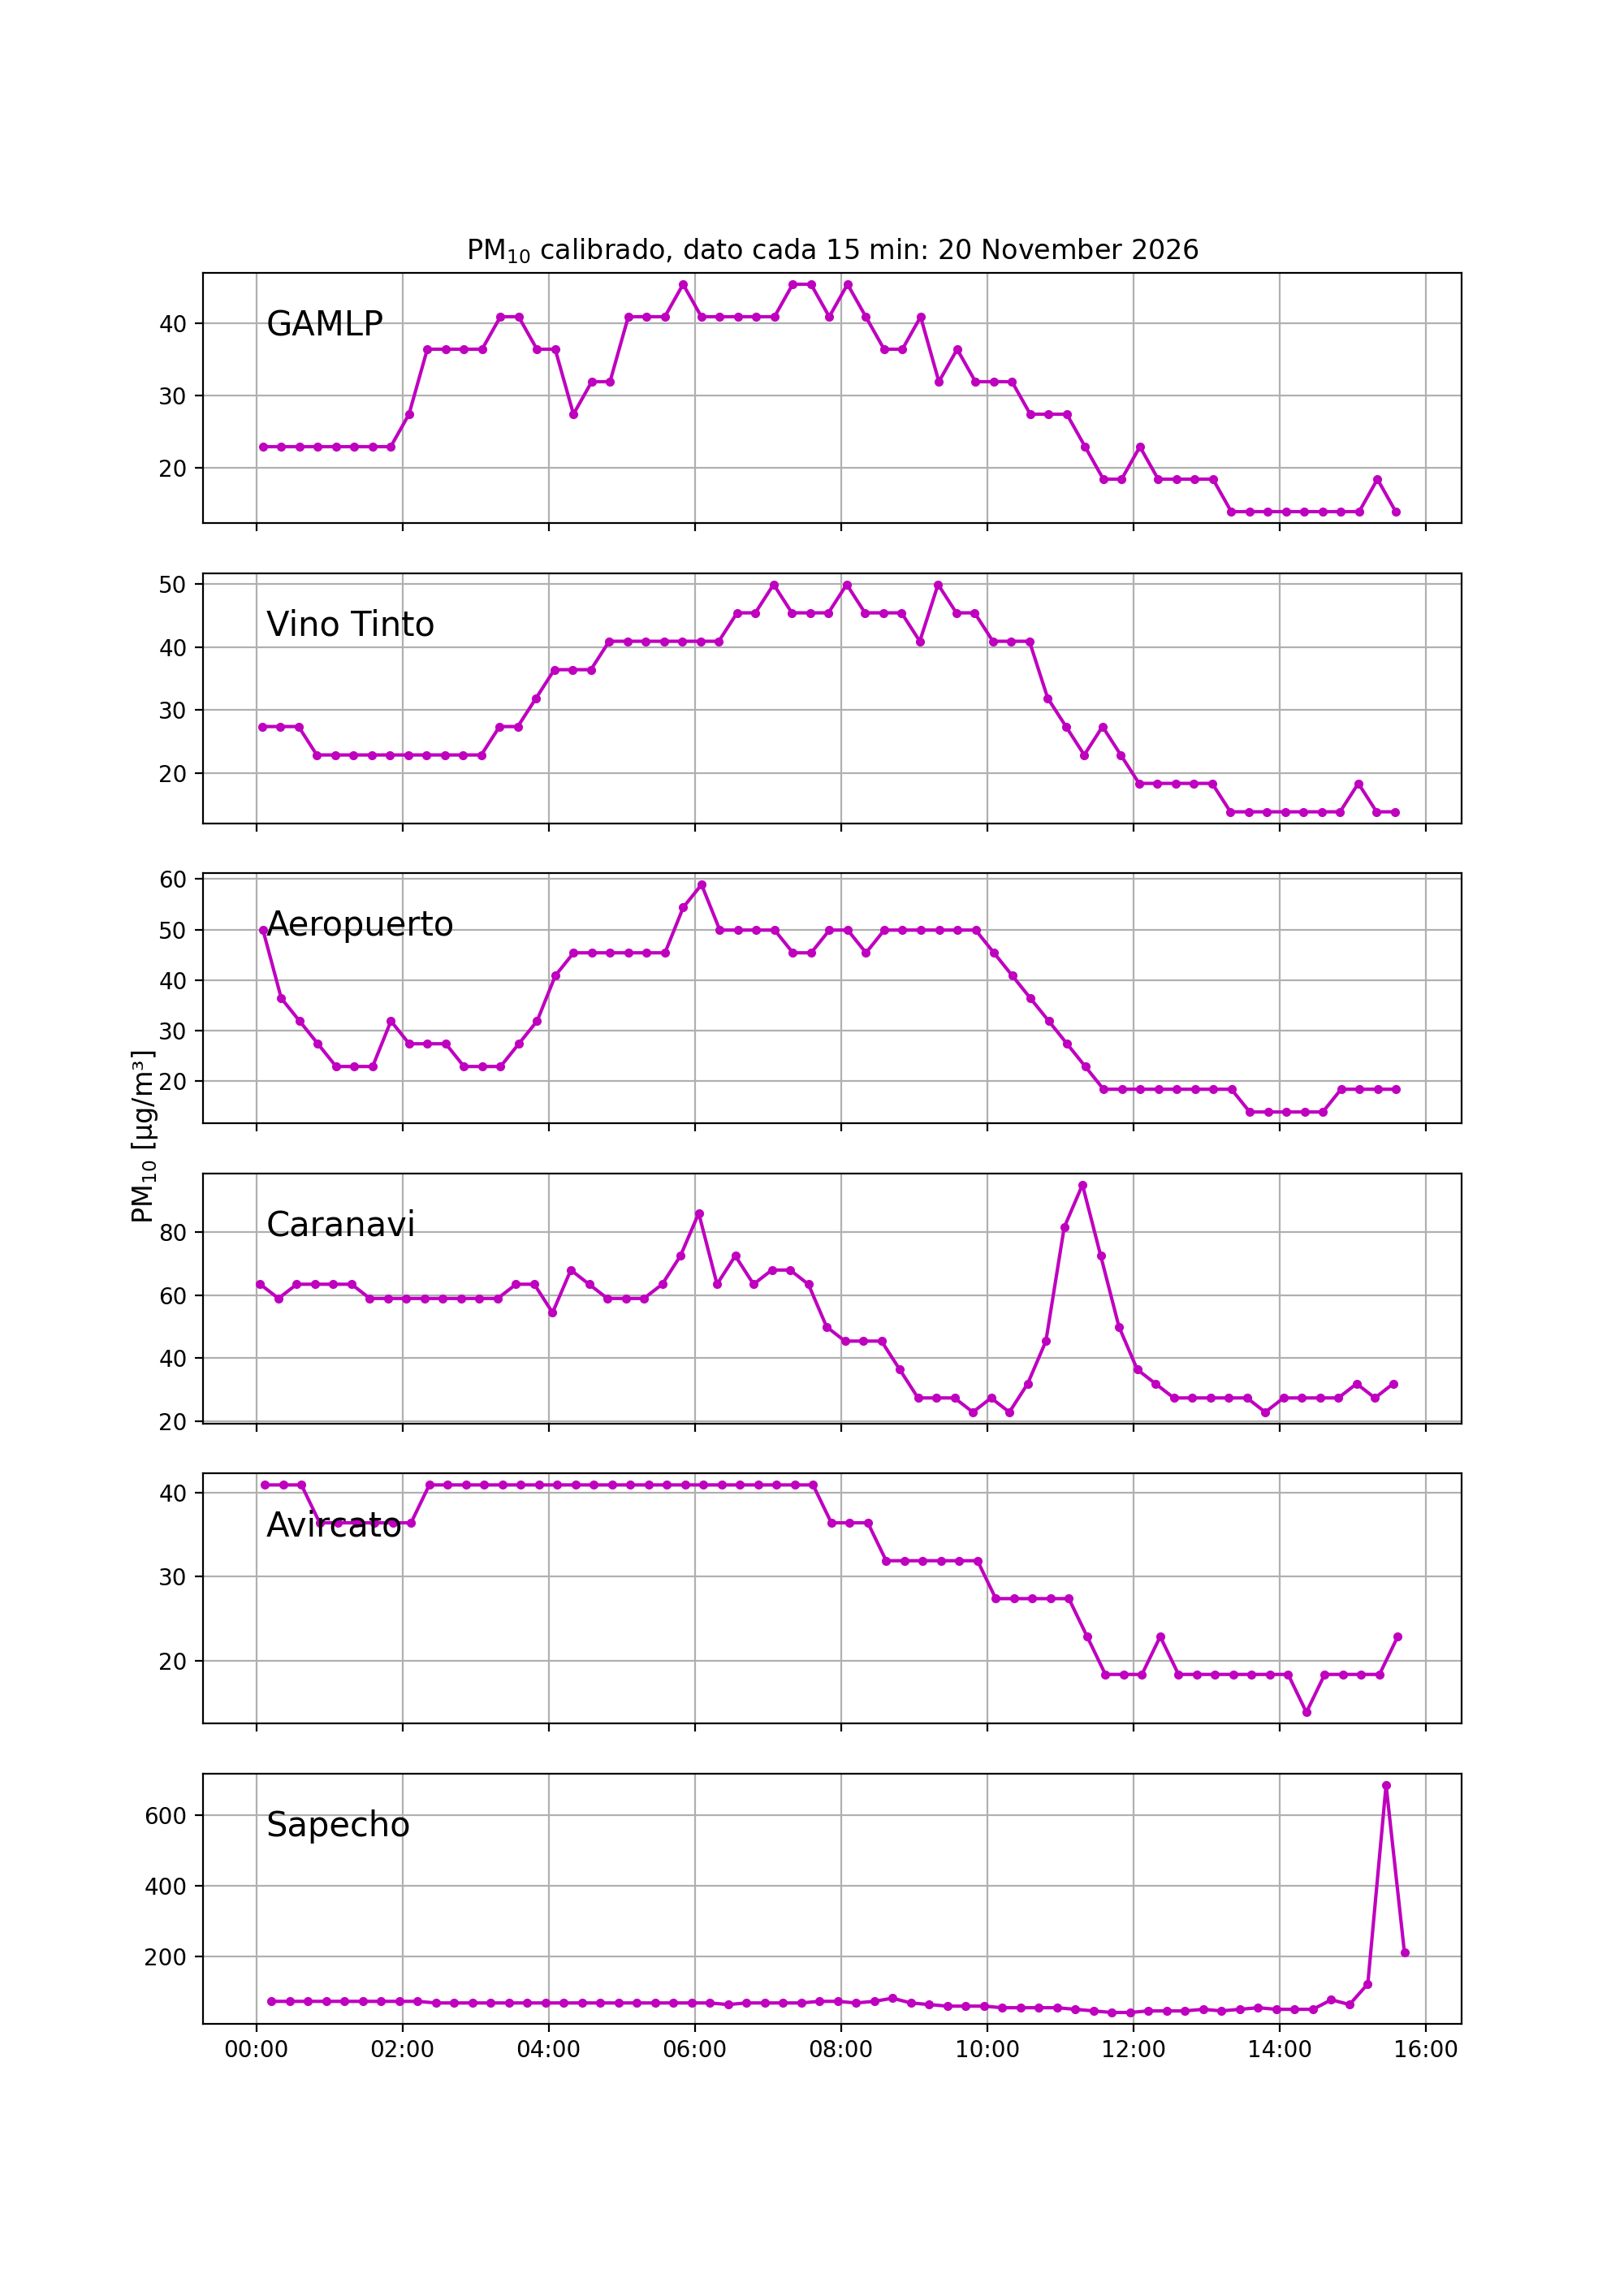 PM₁₀ calibrado, dato cada 15 min: 20 November 2026
GAMLP
40
30
20
Vino Tinto
50
40
30
20
Aeropuerto
60
50
40
30
20
PM₁₀ [µg/m³]
Caranavi
80
60
40
20
Avircato
40
30
20
Sapecho
600
400
200
00:00 02:00 04:00 06:00 08:00 10:00 12:00 14:00 16:00